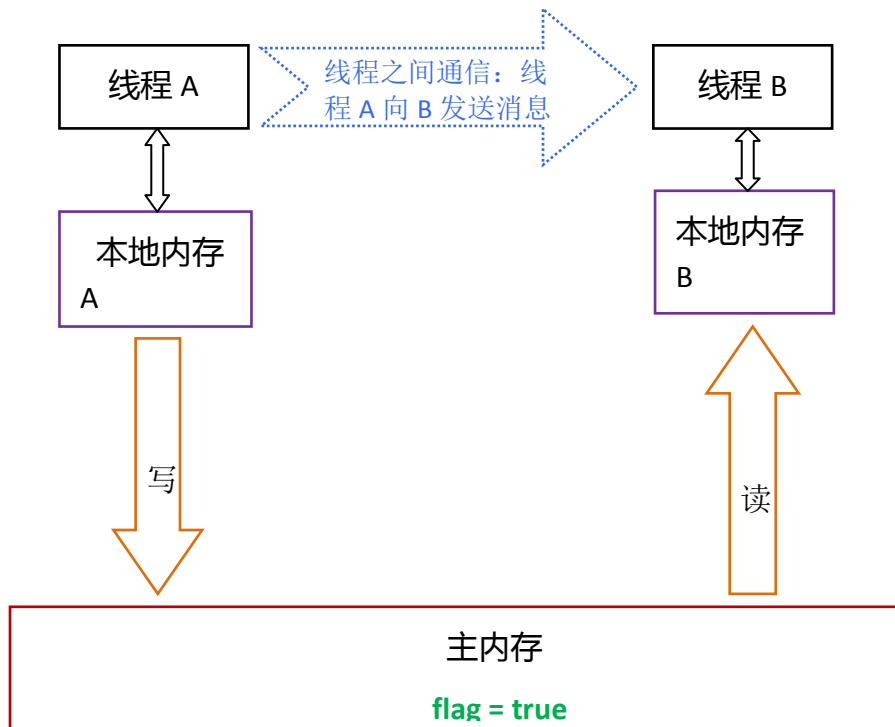 线程 A
线程之间通信：线
程 A 向 B 发送消息
线程 B
本地内存
A
本地内存
B
写
读
主内存
flag = true